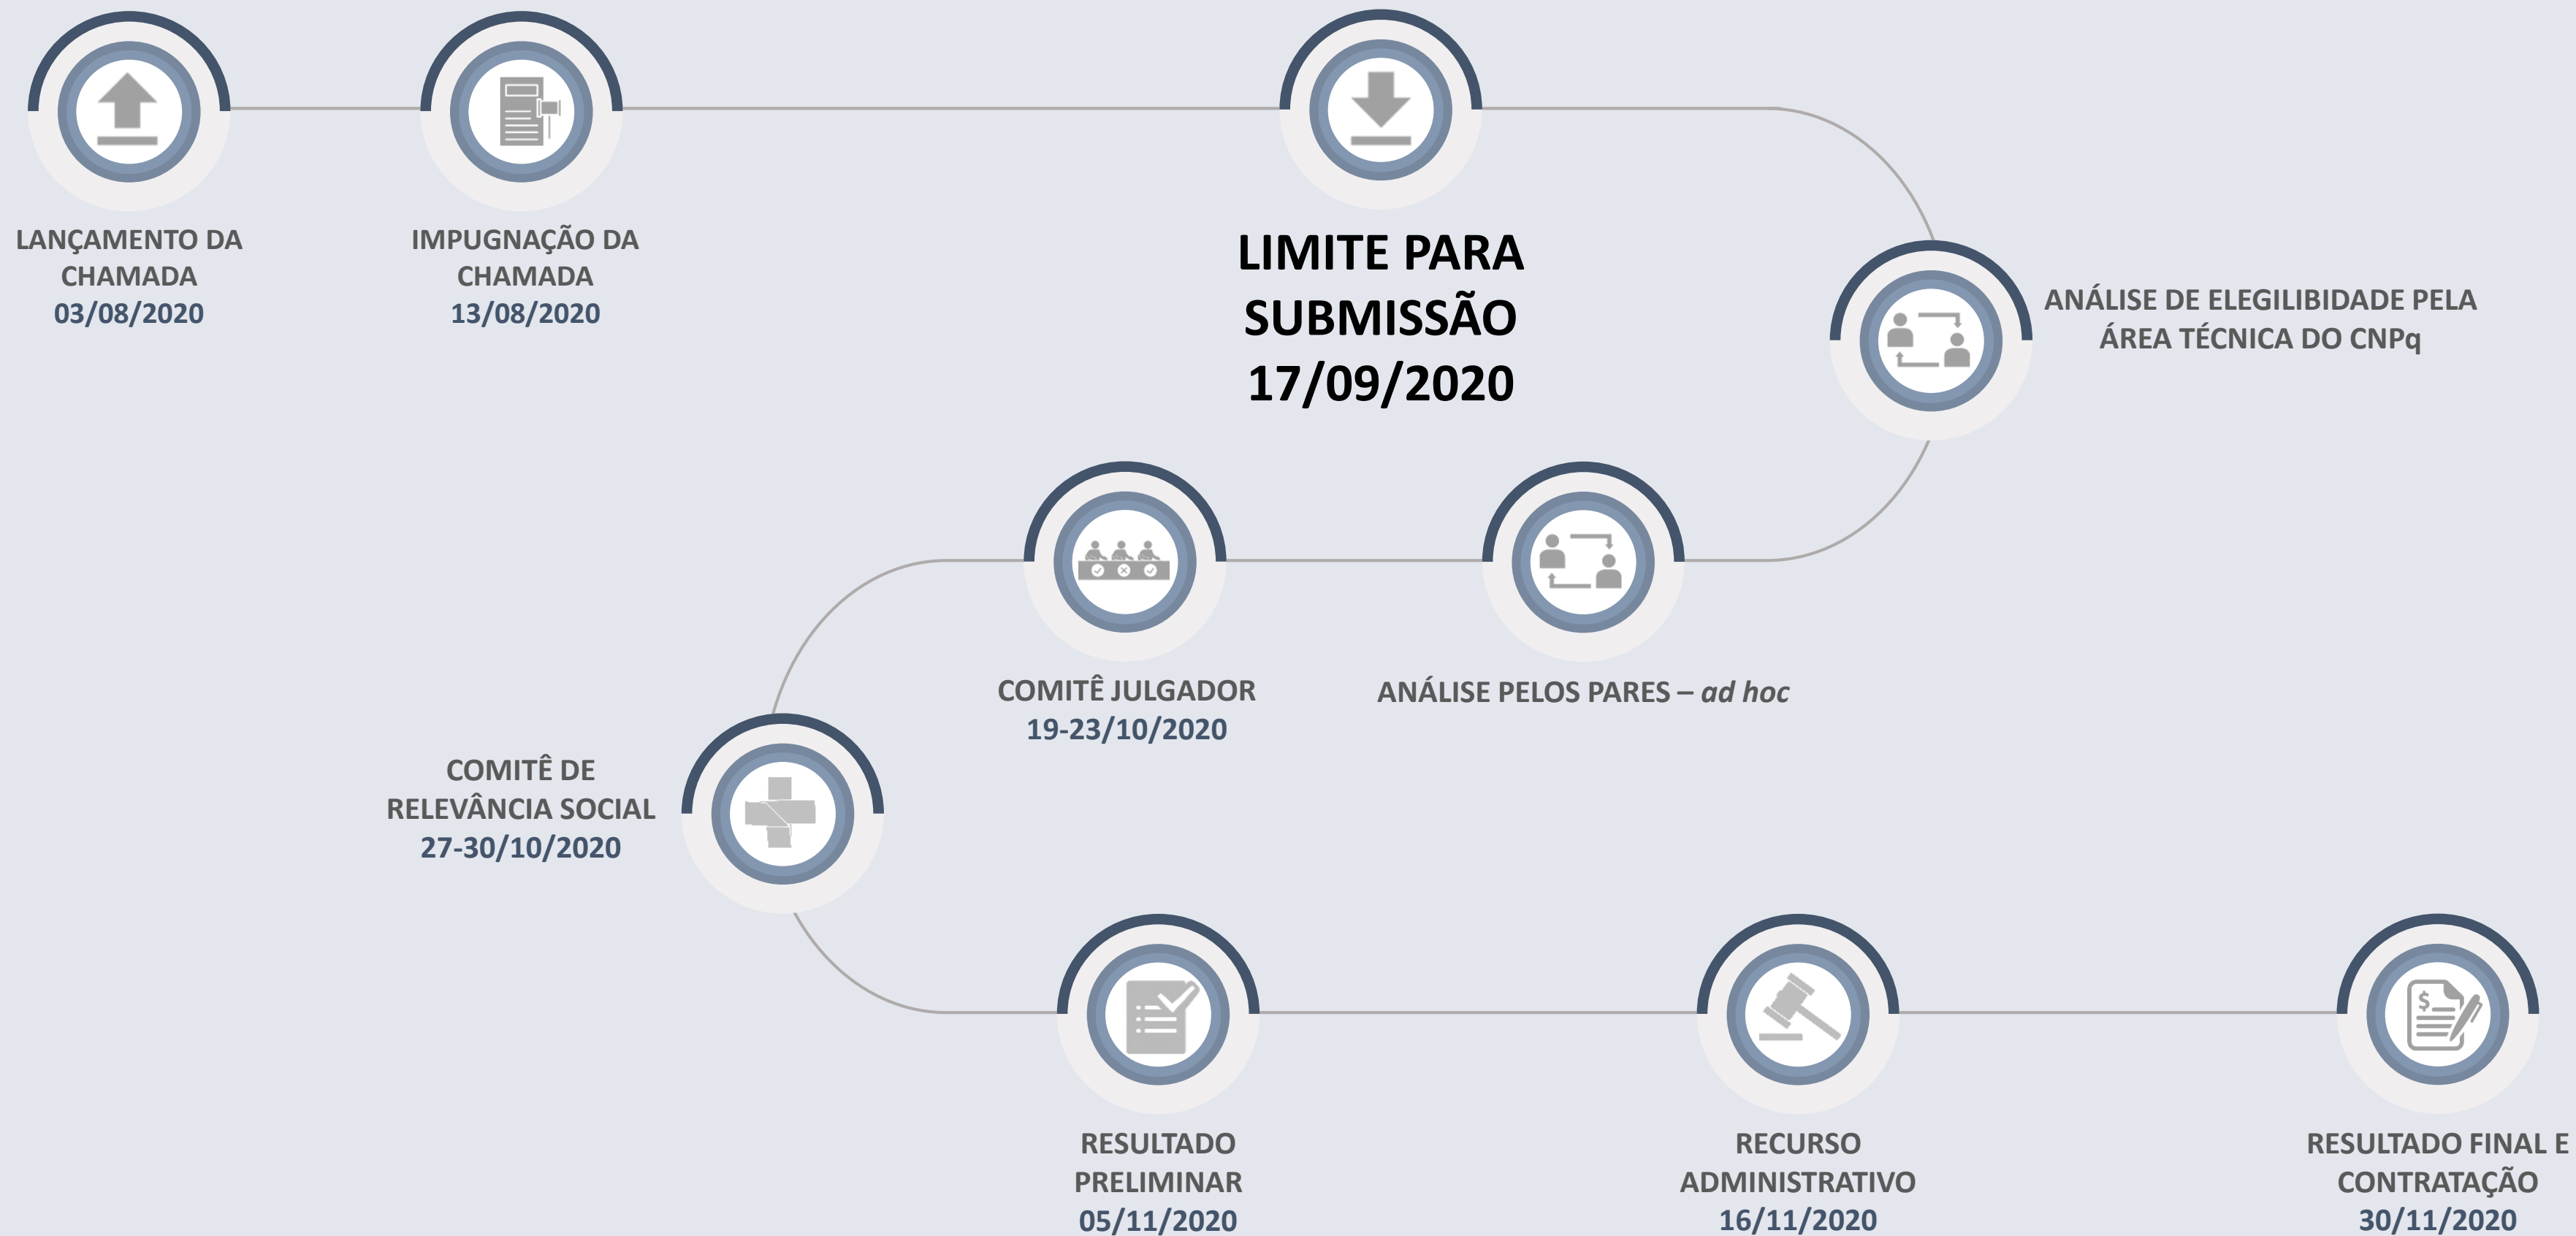 LANÇAMENTO DA
CHAMADA
03/08/2020
IMPUGNAÇÃO DA
CHAMADA
13/08/2020
LIMITE PARA
SUBMISSÃO
17/09/2020
ANÁLISE DE ELEGILIBIDADE PELA
ÁREA TÉCNICA DO CNPq
ANÁLISE PELOS PARES – ad hoc
COMITÊ JULGADOR
19-23/10/2020
COMITÊ DE
RELEVÂNCIA SOCIAL
27-30/10/2020
RESULTADO
PRELIMINAR
05/11/2020
RECURSO
ADMINISTRATIVO
16/11/2020
$
RESULTADO FINAL E
CONTRATAÇÃO
30/11/2020